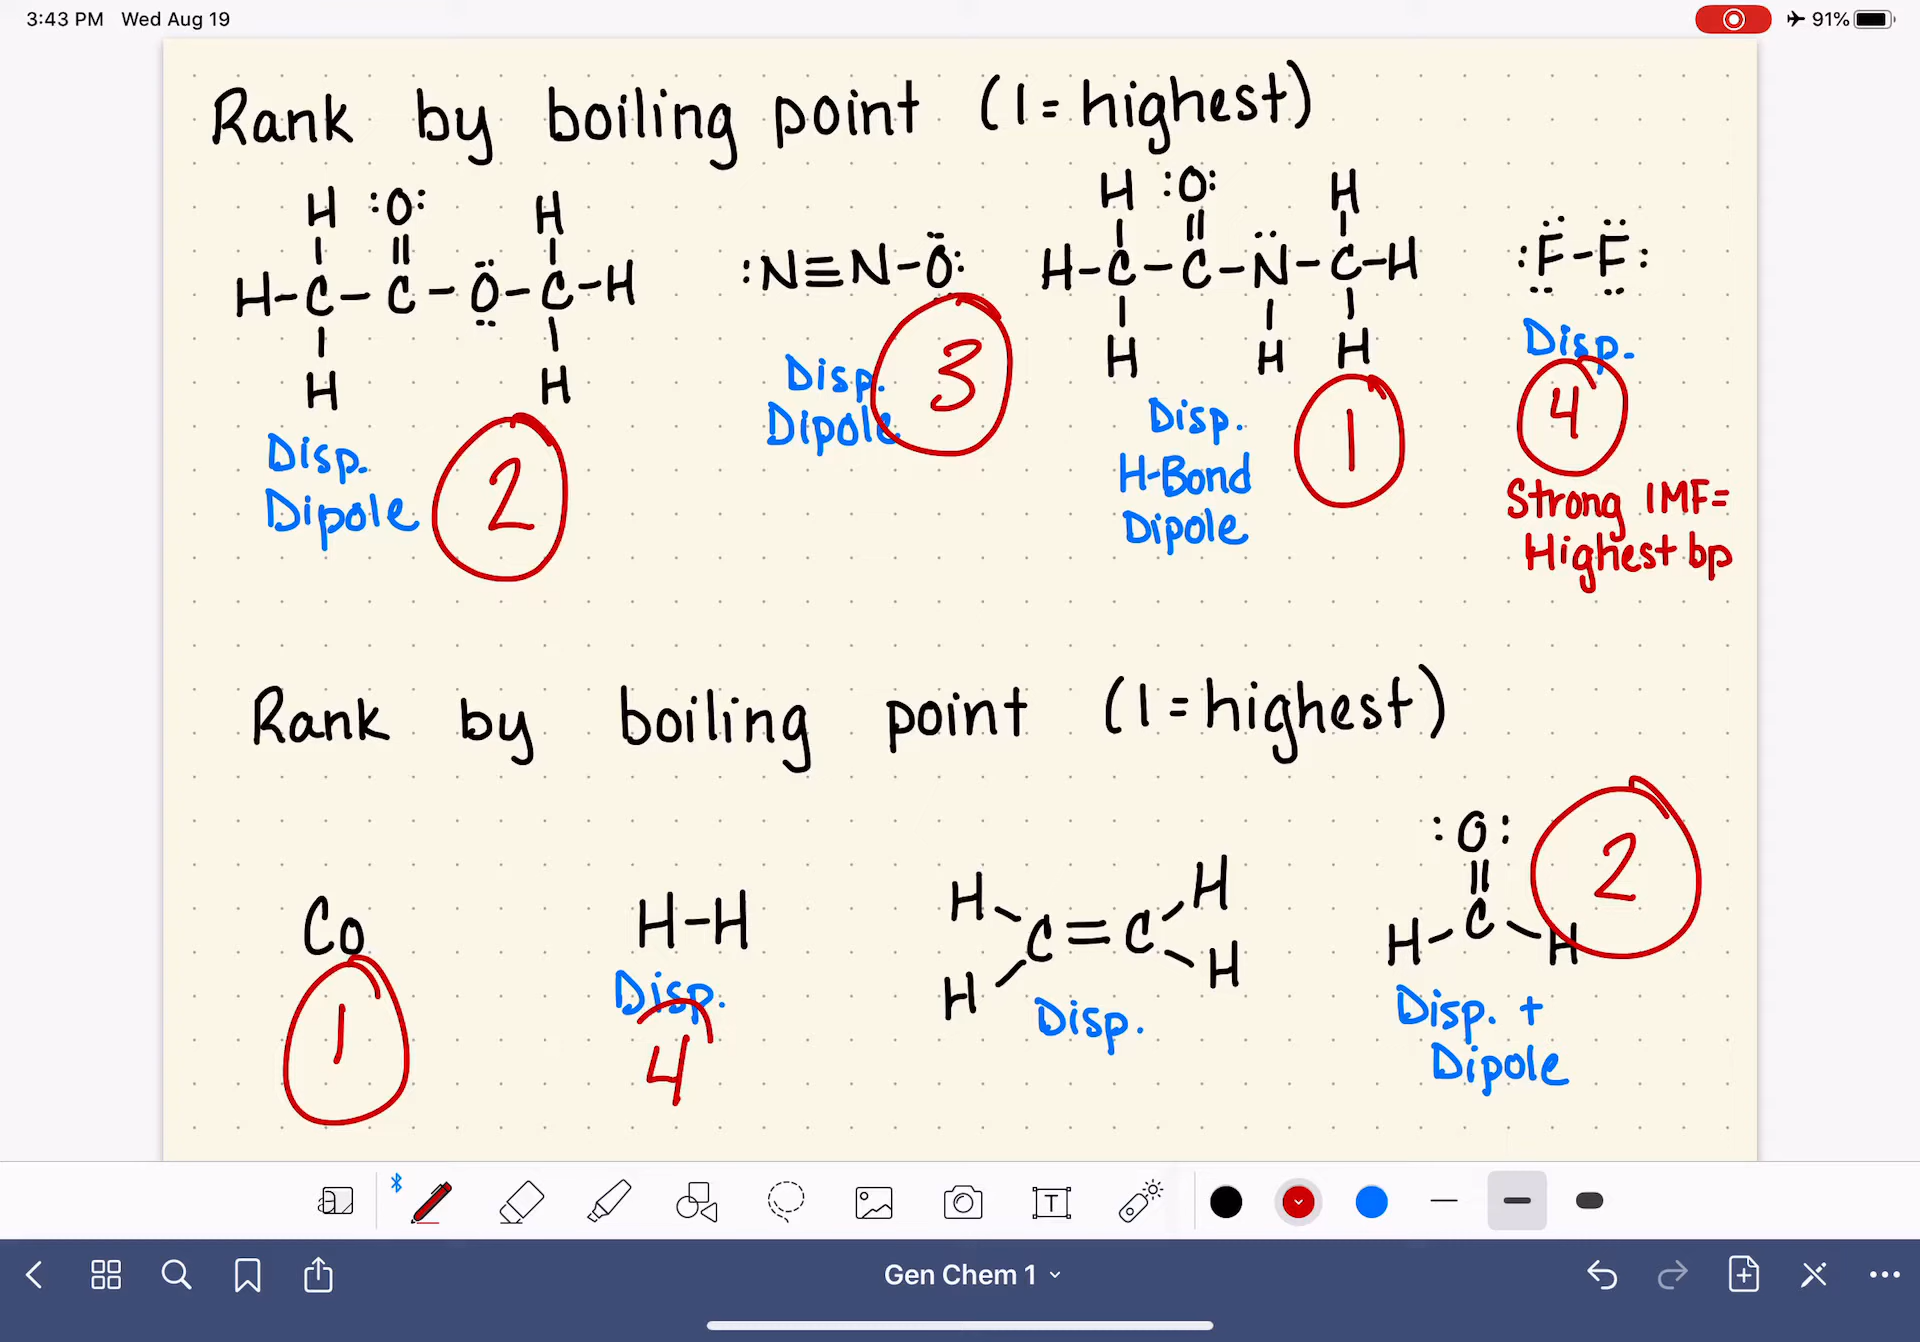 3:43 PM Wed Aug 19
91%
Rank by boiling point (1 = highest)
H :O: H
H-C-C-O-C-H
H H
Disp.
Dipole
2
:N≡N-O:
Disp.
Dipole
3
H :O: H
H-C-C-N-C-H
H H H
Disp.
H-Bond
Dipole
1
:F-F:
Disp.
4
Strong IMF=
Highest bp
Rank by boiling point (1 = highest)
Co
1
H-H
Disp.
4
H H
C=C
H H
Disp.
:O:
C
H H
2
Disp. +
Dipole
a
T
Gen Chem 1